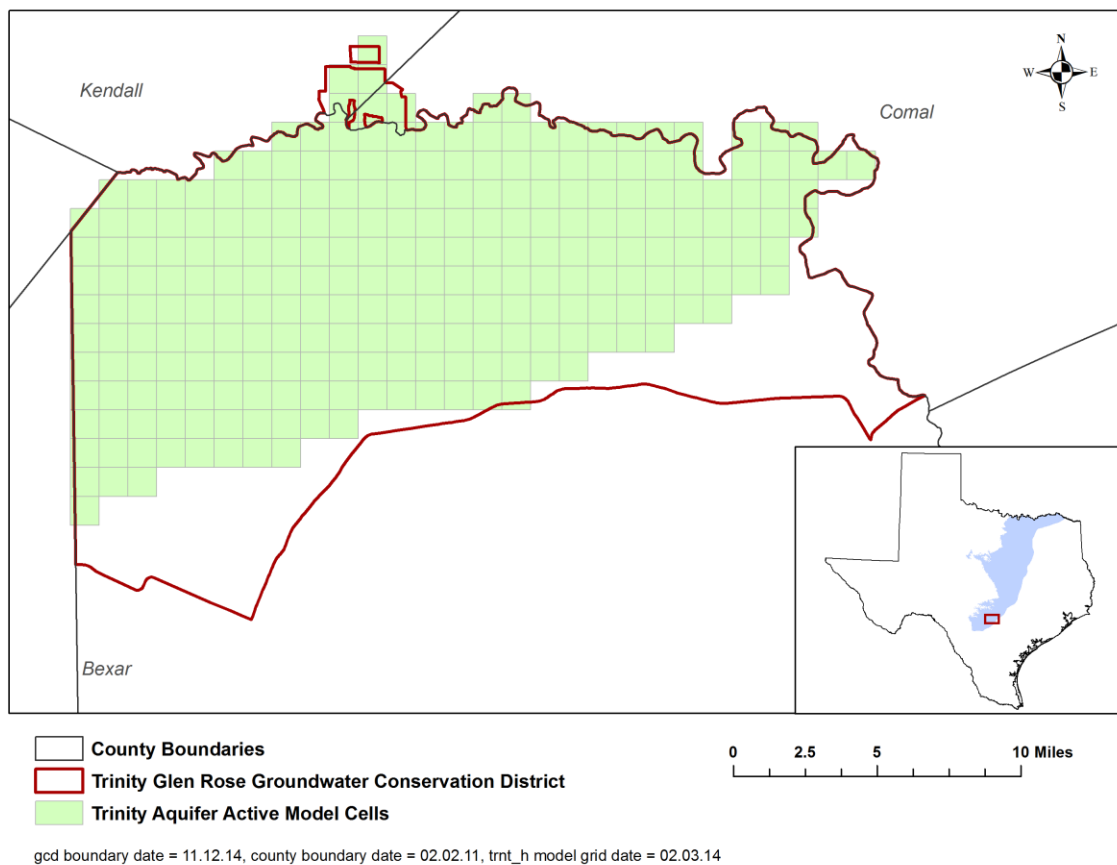 Kendall
N
W E
S
Comal
Bexar
County Boundaries
Trinity Glen Rose Groundwater Conservation District
Trinity Aquifer Active Model Cells
0 2.5 5 10 Miles
gcd boundary date = 11.12.14, county boundary date = 02.02.11, trnt_h model grid date = 02.03.14